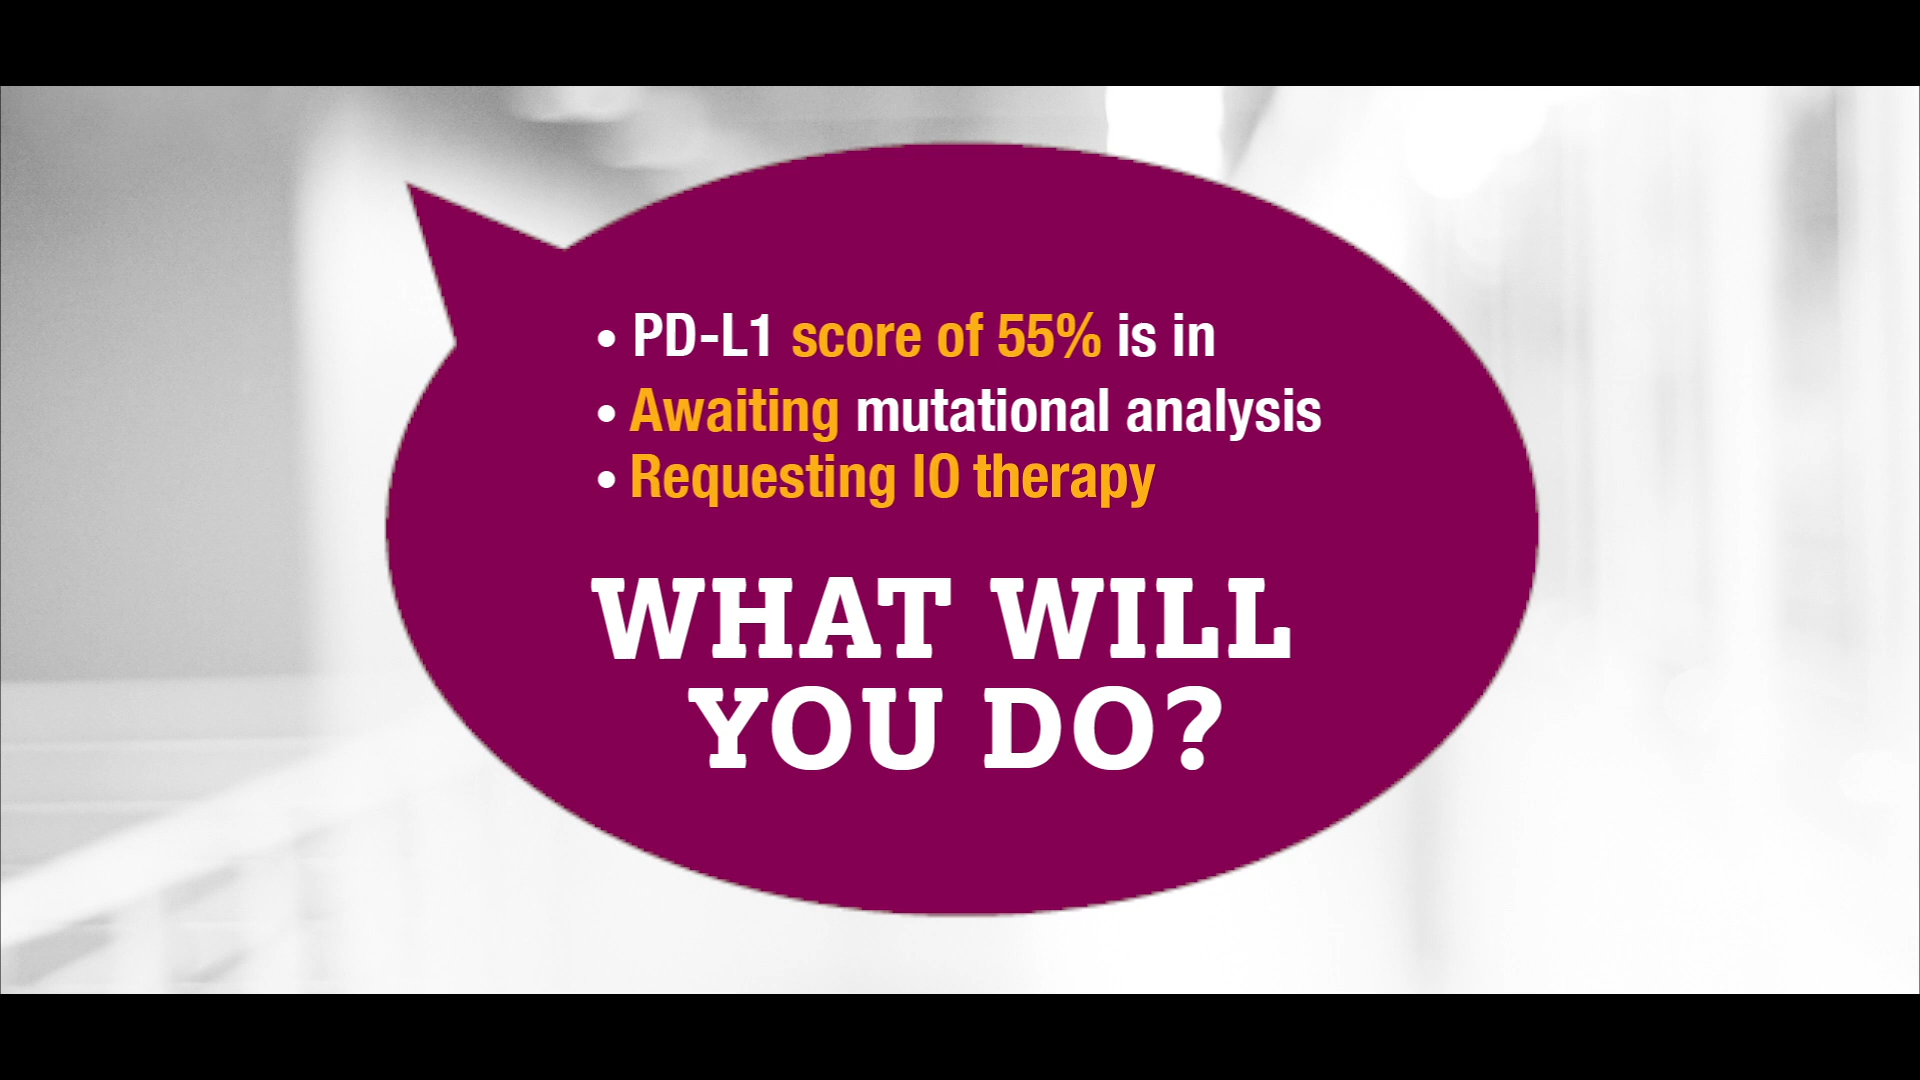 • PD-L1 score of 55% is in
• Awaiting mutational analysis
• Requesting IO therapy
WHAT WILL
YOU DO?